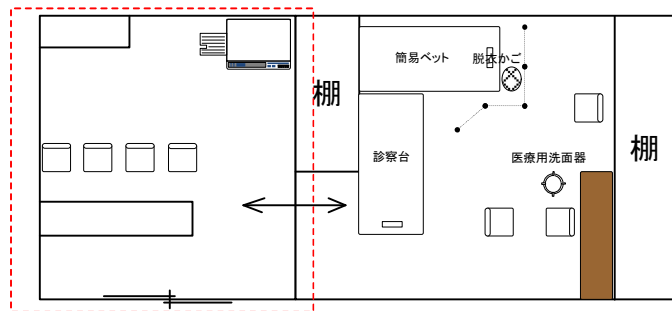 簡易ベット
脱衣かご
棚
診察台
医療用洗面器
棚